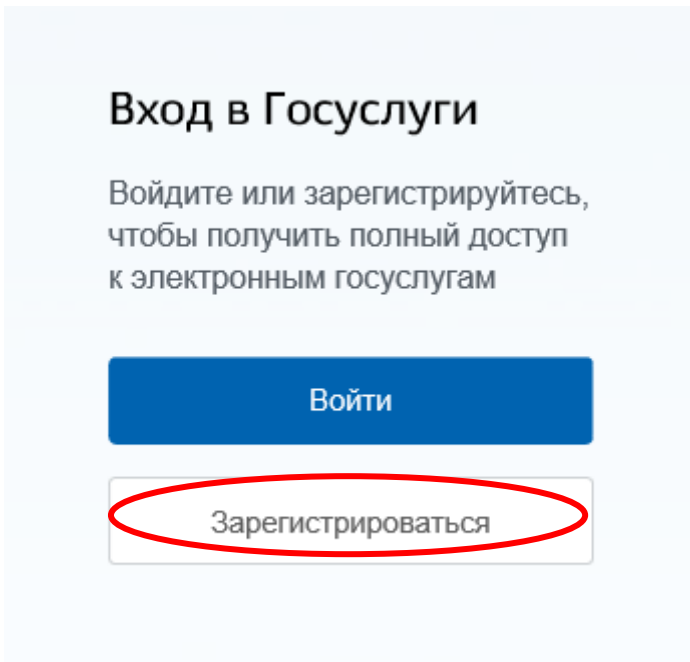 Вход в Госуслуги
Войдите или зарегистрируйтесь,
чтобы получить полный доступ
к электронным госуслугам
Войти
Зарегистрироваться